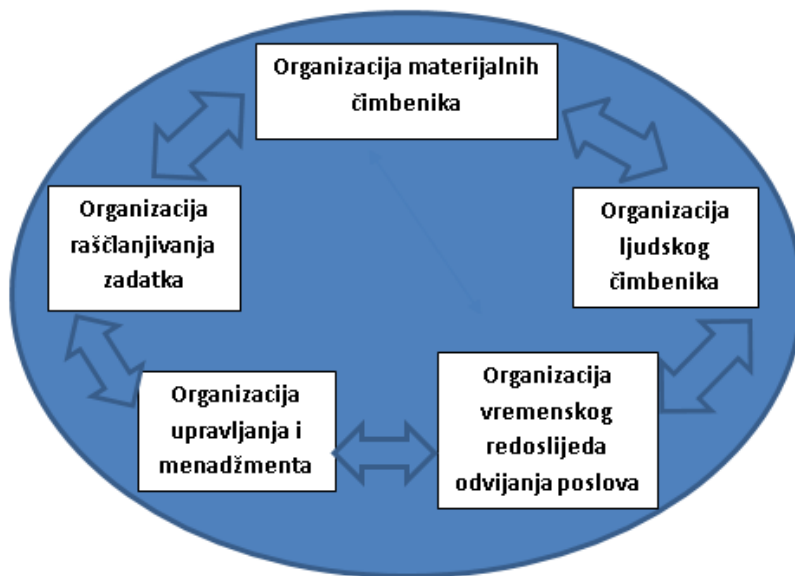 Organizacija materijalnih
čimbenika
Organizacija
raščlanjivanja
zadatka
Organizacija
ljudskog
čimbenika
Organizacija
upravljanja i
menadžmenta
Organizacija
vremenskog
redoslijeda
odvijanja poslova